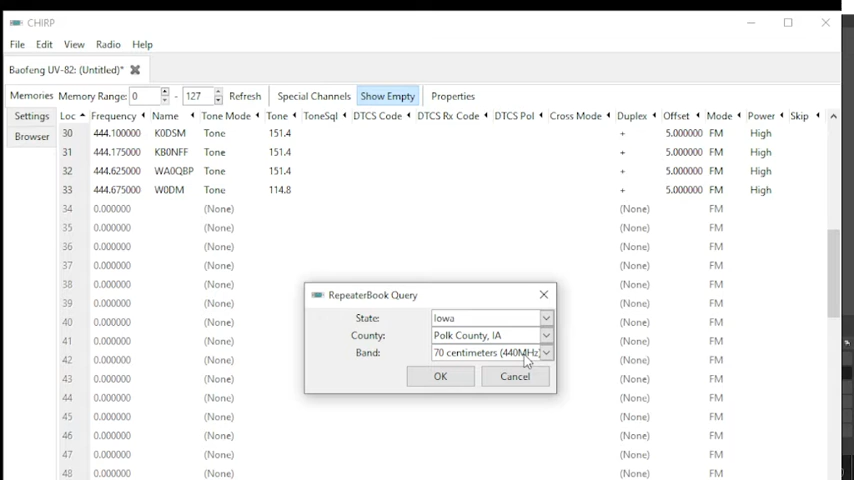 CHIRP
File Edit View Radio Help
Baofeng UV-82: (Untitled)*
Memories Memory Range: 0 - 127 Refresh Special Channels Show Empty Properties
Settings Loc Frequency Name Tone Mode Tone ToneSql DTCS Code DTCS Rx Code DTCS Pol Cross Mode Duplex Offset Mode Power Skip
Browser 30 444.100000 K0DSM Tone 151.4 + 5.000000 FM High
31 444.175000 KB0NFF Tone 151.4 + 5.000000 FM High
32 444.625000 WA0QBP Tone 151.4 + 5.000000 FM High
33 444.675000 W0DM Tone 114.8 + 5.000000 FM High
34 0.000000 (None) (None) FM
35 0.000000 (None) (None) FM
36 0.000000 (None) (None) FM
37 0.000000 (None) (None) FM
38 0.000000 (None) FM
39 0.000000 (None) FM
40 0.000000 (None) FM
41 0.000000 (None) FM
42 0.000000 (None) FM
43 0.000000 (None) FM
44 0.000000 (None) (None) FM
45 0.000000 (None) (None) FM
46 0.000000 (None) (None) FM
47 0.000000 (None) (None) FM
48 0.000000 (None) (None) FM
RepeaterBook Query
State: Iowa
County: Polk County, IA
Band: 70 centimeters (440MHz)
OK Cancel